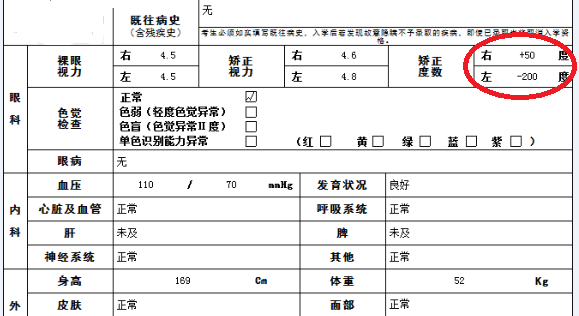 既往病史
(含残疾史)
无
考生必须如实填写既往病史, 入学后若发现故意隐瞒不予录取的疾病, 即使已录取也将取消入学资格。
眼科
裸眼视力
右 4.5
左 4.5
矫正视力
右 4.6
左 4.8
矫正度数
右 +50 度
左 -200 度
色觉检查
正常 ☑
色弱（轻度色觉异常） □
色盲（色觉异常Ⅱ度） □
单色识别能力异常 □ (红 □ 黄 □ 绿 □ 蓝 □ 紫 □ )
眼病 无
内科
血压 110 / 70 mmHg 发育状况 良好
心脏及血管 正常 呼吸系统 正常
肝 未及 脾 未及
神经系统 正常 其他 正常
外
身高 169 Cm 体重 52 Kg
皮肤 正常 面部 正常